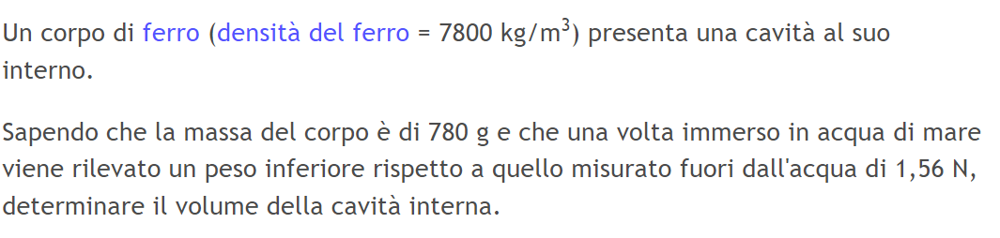 Un corpo di ferro (densità del ferro = 7800 kg/m³) presenta una cavità al suo
interno.
Sapendo che la massa del corpo è di 780 g e che una volta immerso in acqua di mare
viene rilevato un peso inferiore rispetto a quello misurato fuori dall'acqua di 1,56 N,
determinare il volume della cavità interna.